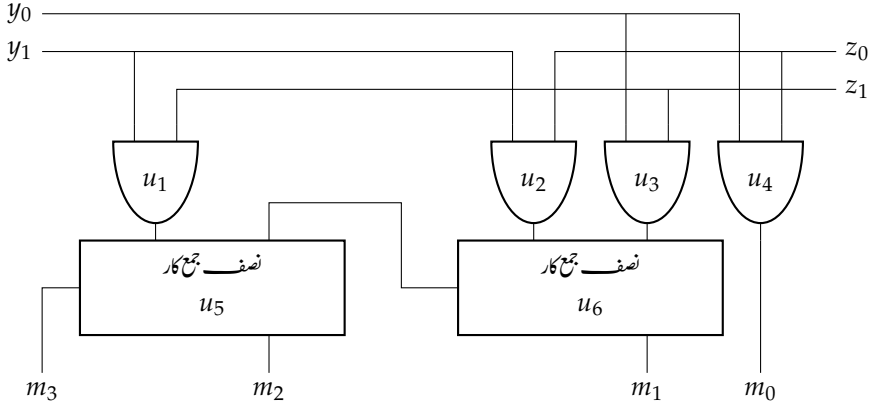 y0
y1 z0
z1
u1 u2 u3 u4
نصف جمع کار نصف جمع کار
u5 u6
m3 m2 m1 m0